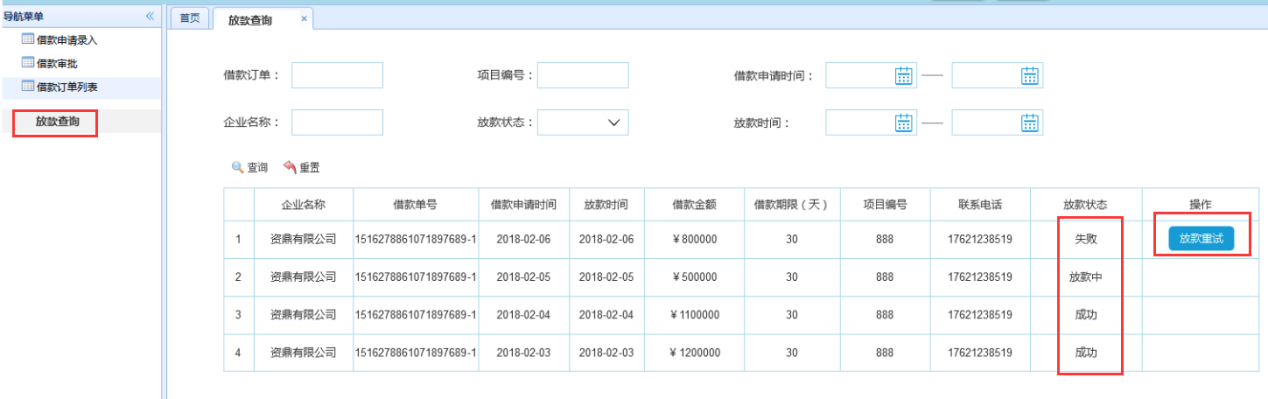 导航菜单
借款申请录入
借款审批
借款订单列表
放款查询
首页 放款查询 ×
借款订单： 项目编号： 借款申请时间： —
企业名称： 放款状态： 放款时间： —
查询 重置
企业名称 借款单号 借款申请时间 放款时间 借款金额 借款期限（天） 项目编号 联系电话 放款状态 操作
1 资鼎有限公司 1516278861071897689-1 2018-02-06 2018-02-06 ￥800000 30 888 17621238519 失败 放款重试
2 资鼎有限公司 1516278861071897689-1 2018-02-05 2018-02-05 ￥500000 30 888 17621238519 放款中
3 资鼎有限公司 1516278861071897689-1 2018-02-04 2018-02-04 ￥1100000 30 888 17621238519 成功
4 资鼎有限公司 1516278861071897689-1 2018-02-03 2018-02-03 ￥1200000 30 888 17621238519 成功